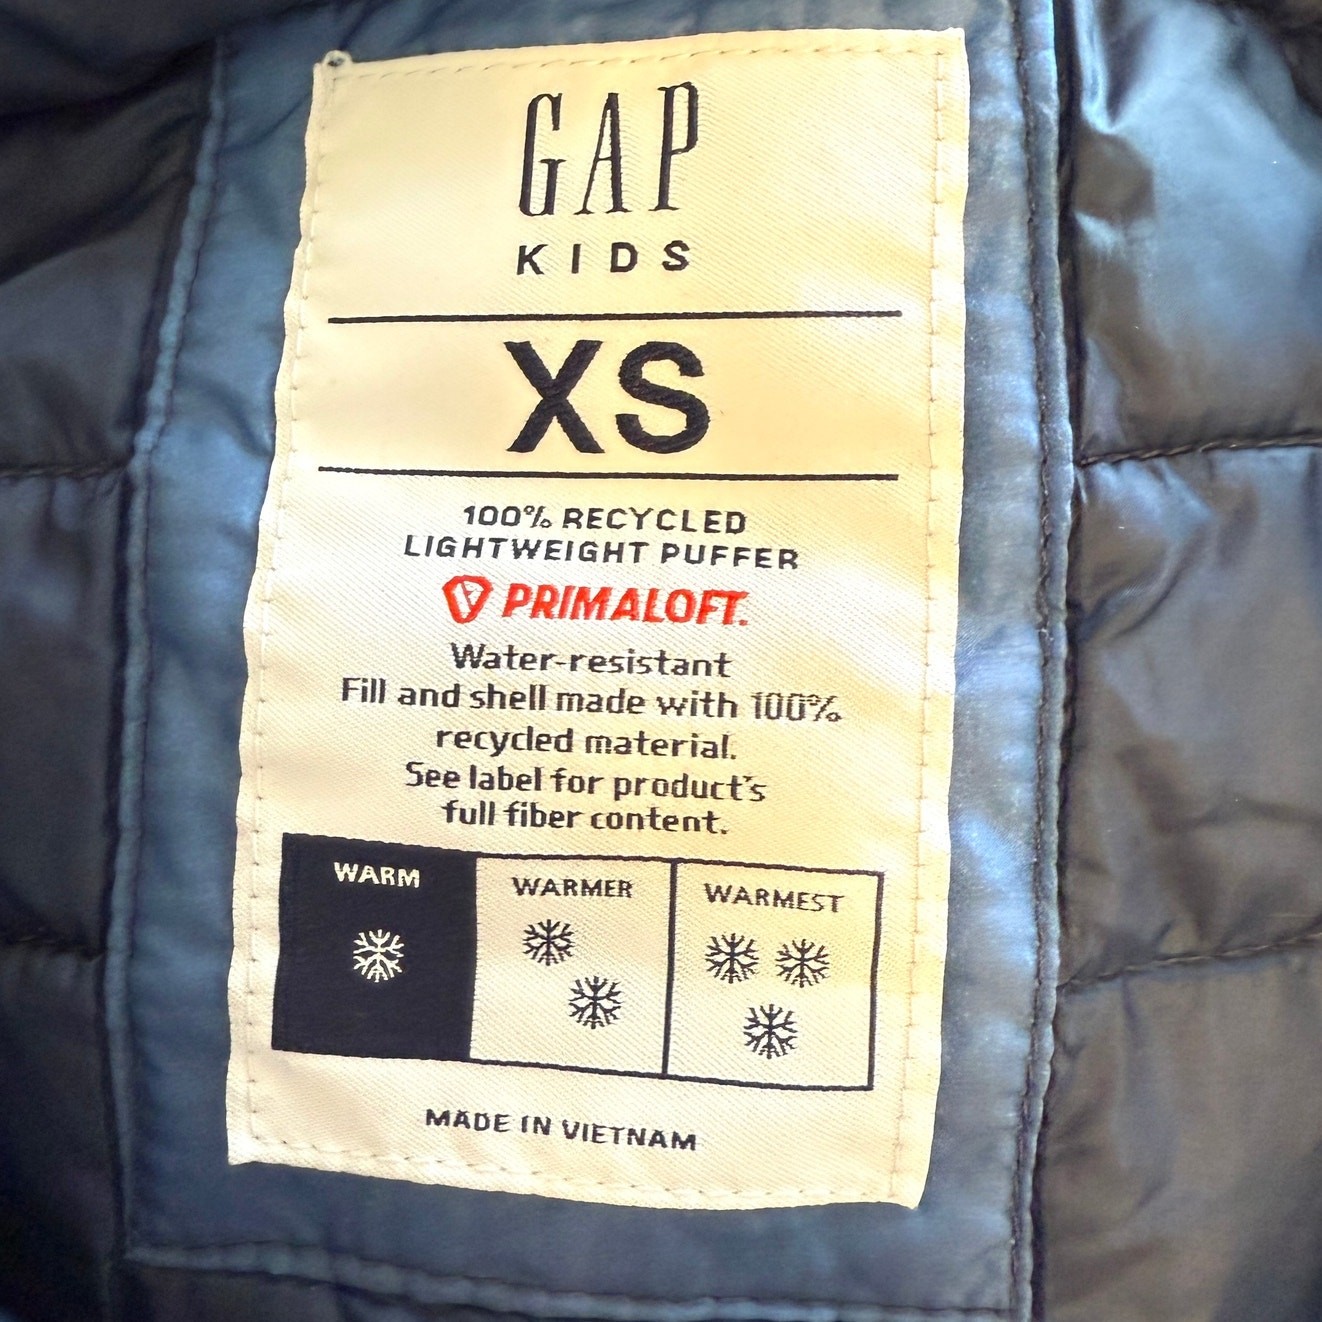 GAP
KIDS
XS
100% RECYCLED
LIGHTWEIGHT PUFFER
PRIMALOFT.
Water-resistant
Fill and shell made with 100%
recycled material.
See label for product's
full fiber content.
WARM
WARMER
WARMEST
MADE IN VIETNAM